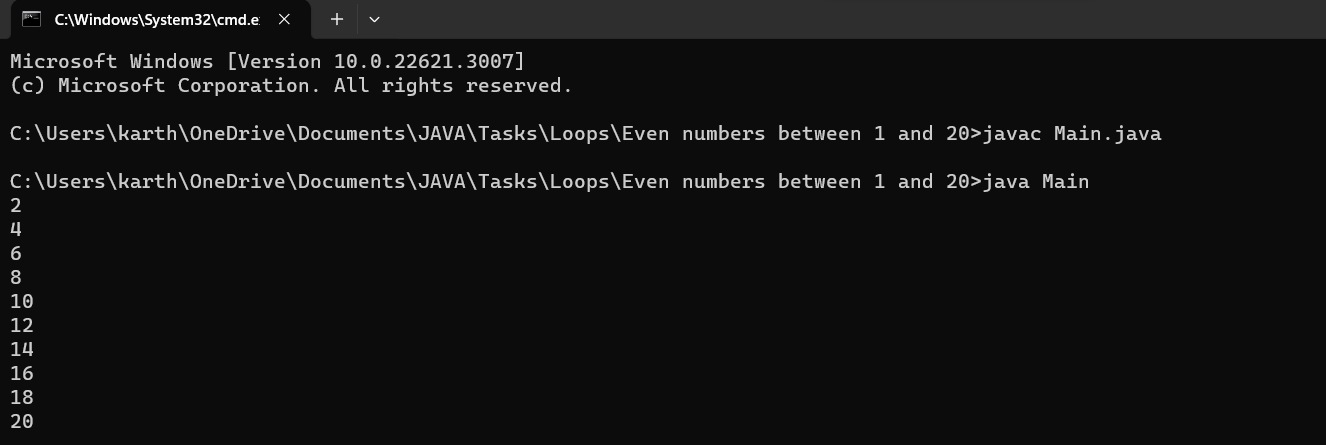 C:\Windows\System32\cmd.e
Microsoft Windows [Version 10.0.22621.3007]
(c) Microsoft Corporation. All rights reserved.
C:\Users\karth\OneDrive\Documents\JAVA\Tasks\Loops\Even numbers between 1 and 20>javac Main.java
C:\Users\karth\OneDrive\Documents\JAVA\Tasks\Loops\Even numbers between 1 and 20>java Main
2
4
6
8
10
12
14
16
18
20